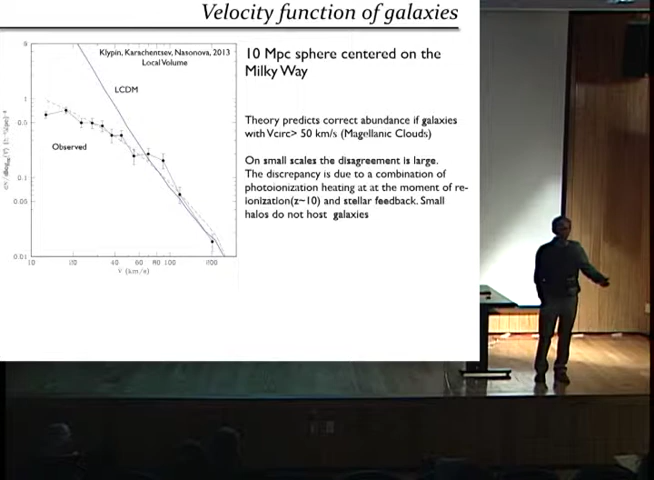 Velocity function of galaxies
Klypin, Karachentsev, Nasonova, 2013
Local Volume
LCDM
Observed
10 20 40 60 80 100 200
V (km/s)
1
0.5
0.1
0.05
0.01
10 Mpc sphere centered on the
Milky Way
Theory predicts correct abundance if galaxies
with Vcirc> 50 km/s (Magellanic Clouds)
On small scales the disagreement is large.
The discrepancy is due to a combination of
photoionization heating at at the moment of re-
ionization(z~10) and stellar feedback. Small
halos do not host galaxies